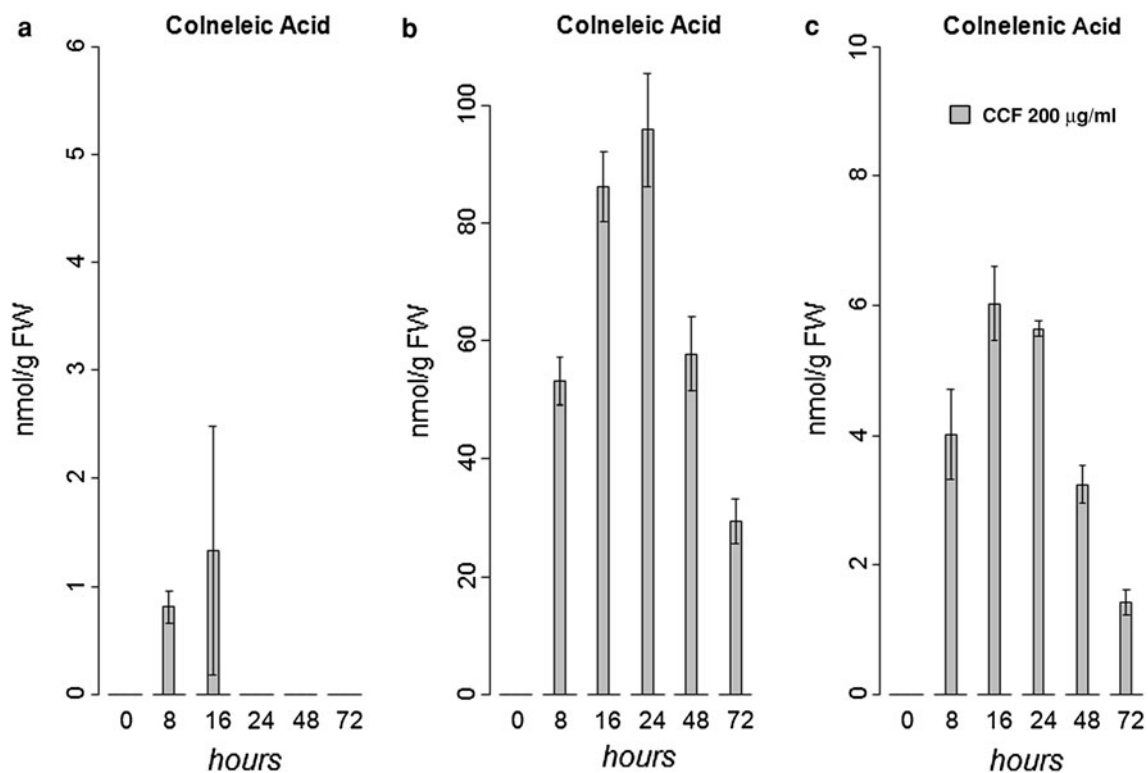 a
Colneleic Acid
6
5
4
3
2
1
0
nmol/g FW
0 8 16 24 48 72
hours
b
Colneleic Acid
100
80
60
40
20
0
nmol/g FW
0 8 16 24 48 72
hours
c
Colnelenic Acid
10
8
6
4
2
0
nmol/g FW
CCF 200 μg/ml
0 8 16 24 48 72
hours